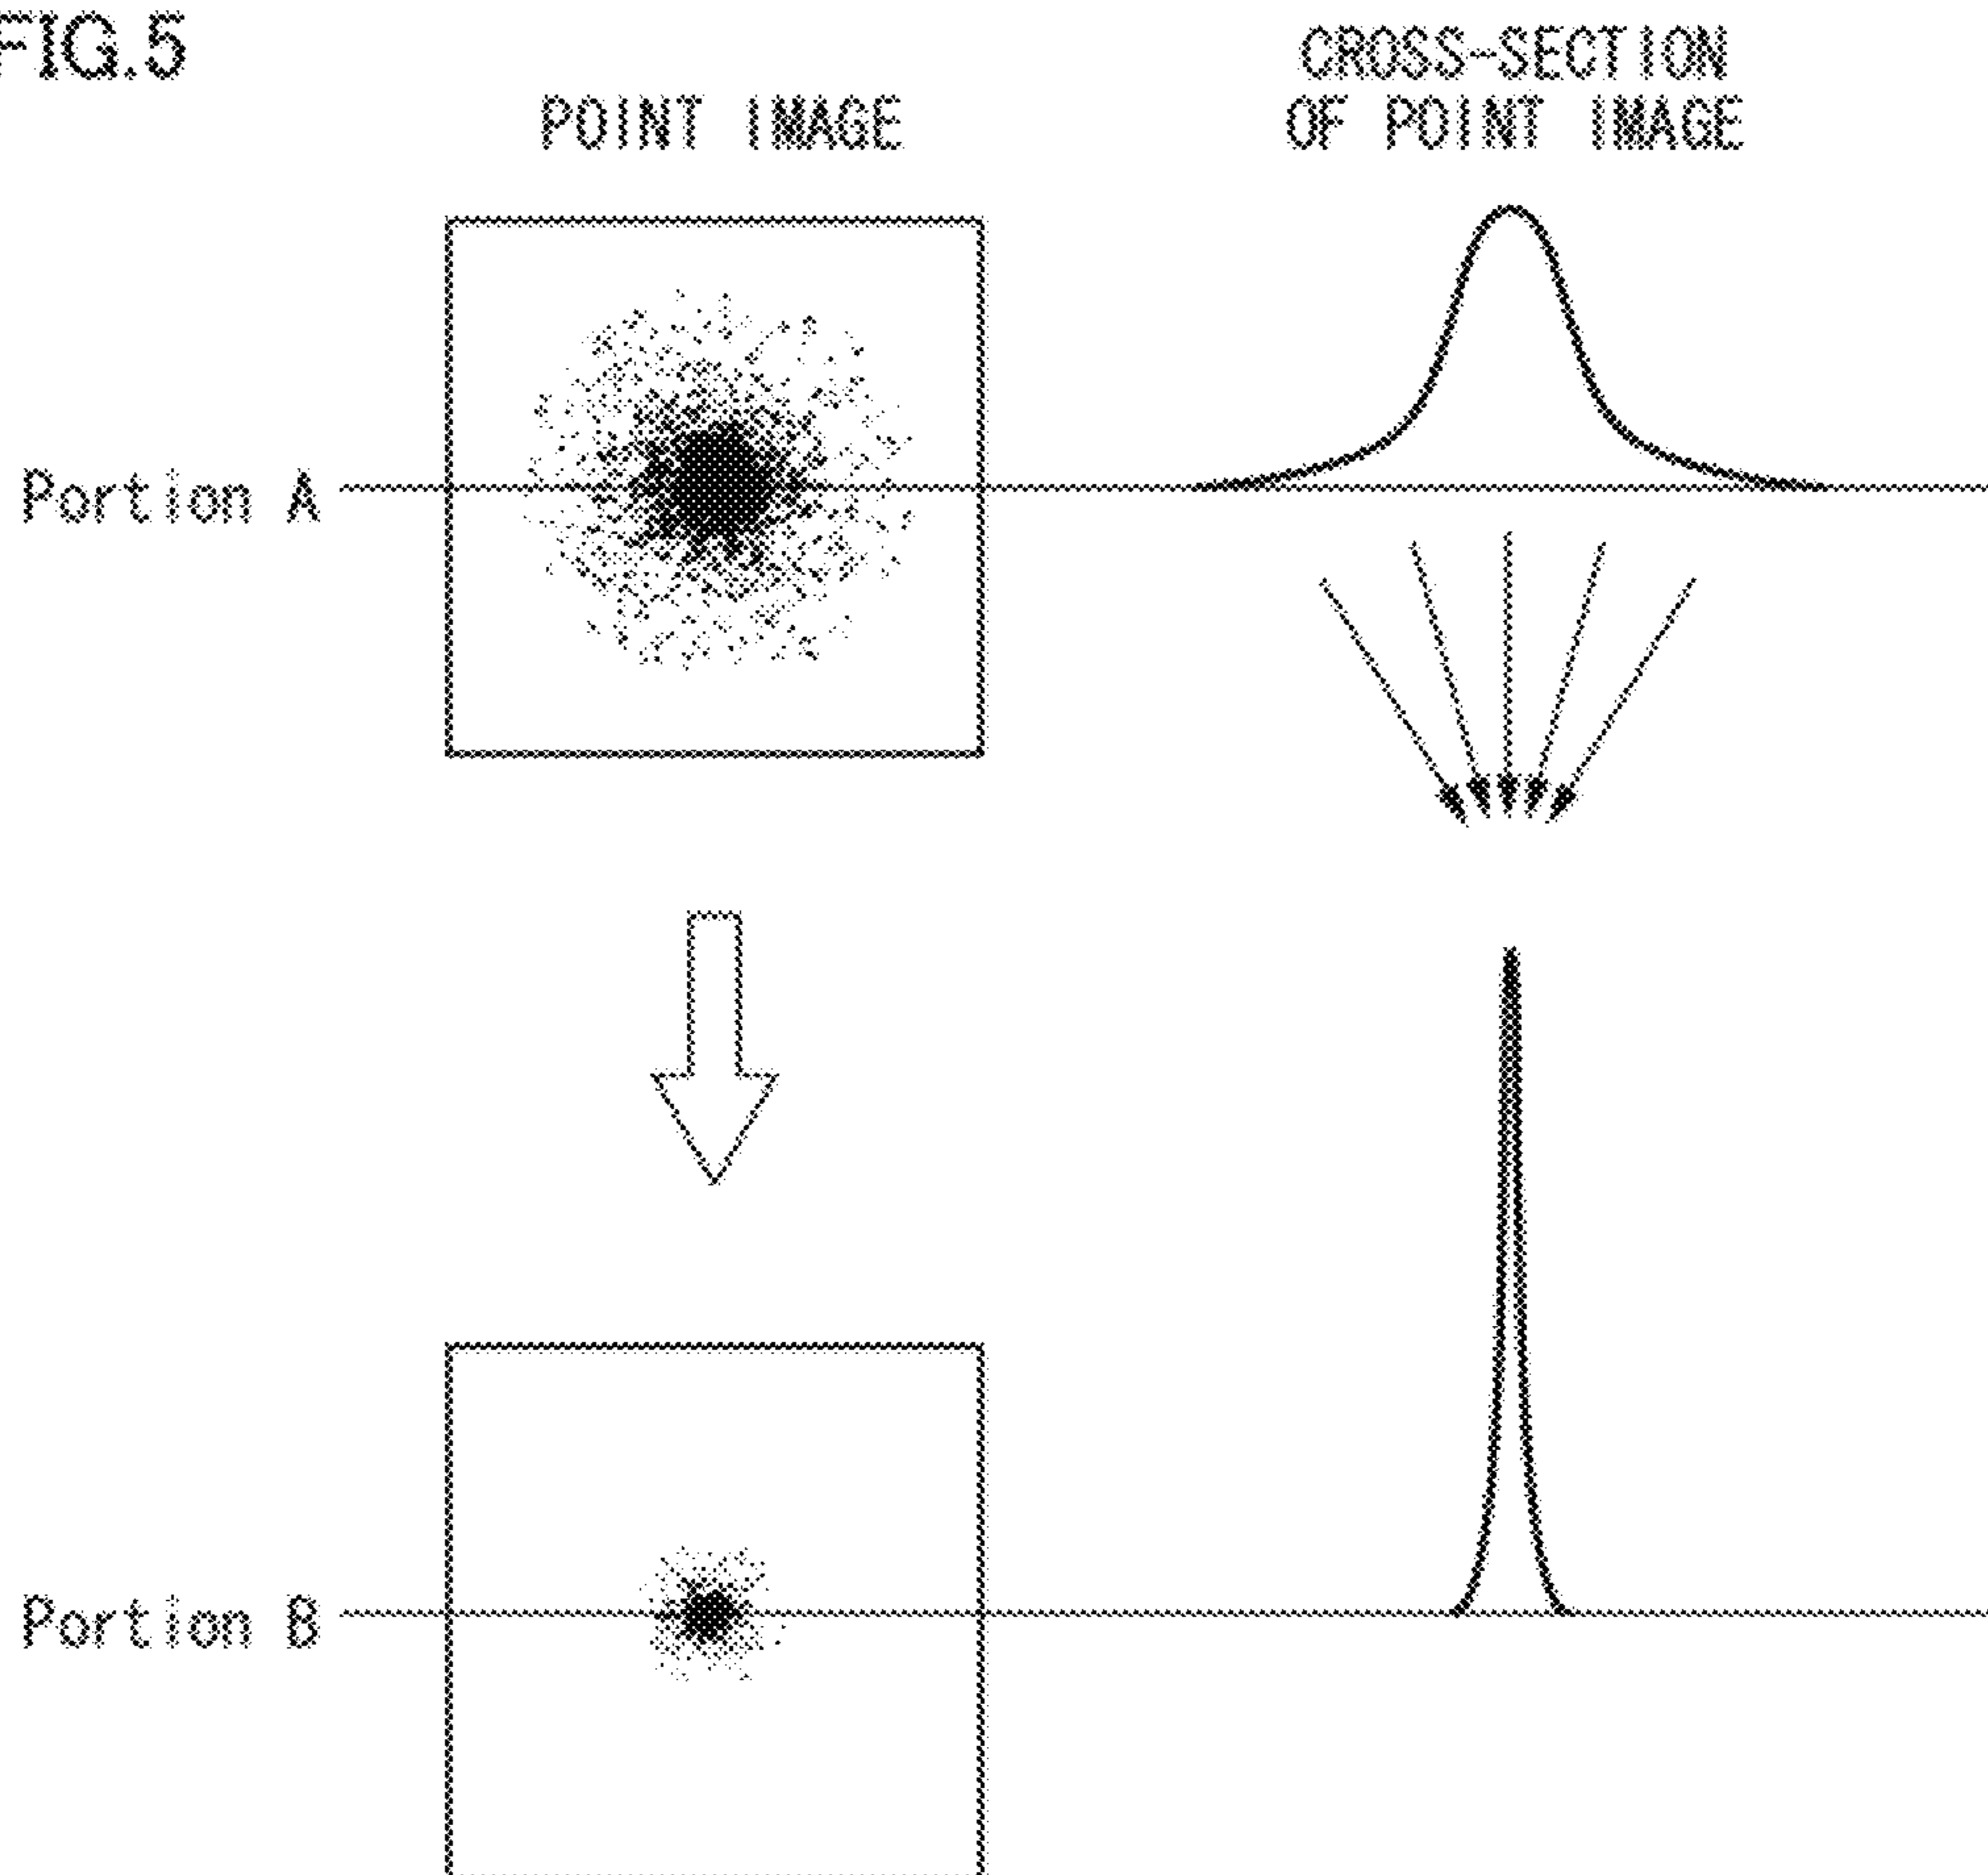 FIG.5
POINT IMAGE
CROSS-SECTION
OF POINT IMAGE
Portion A
Portion B